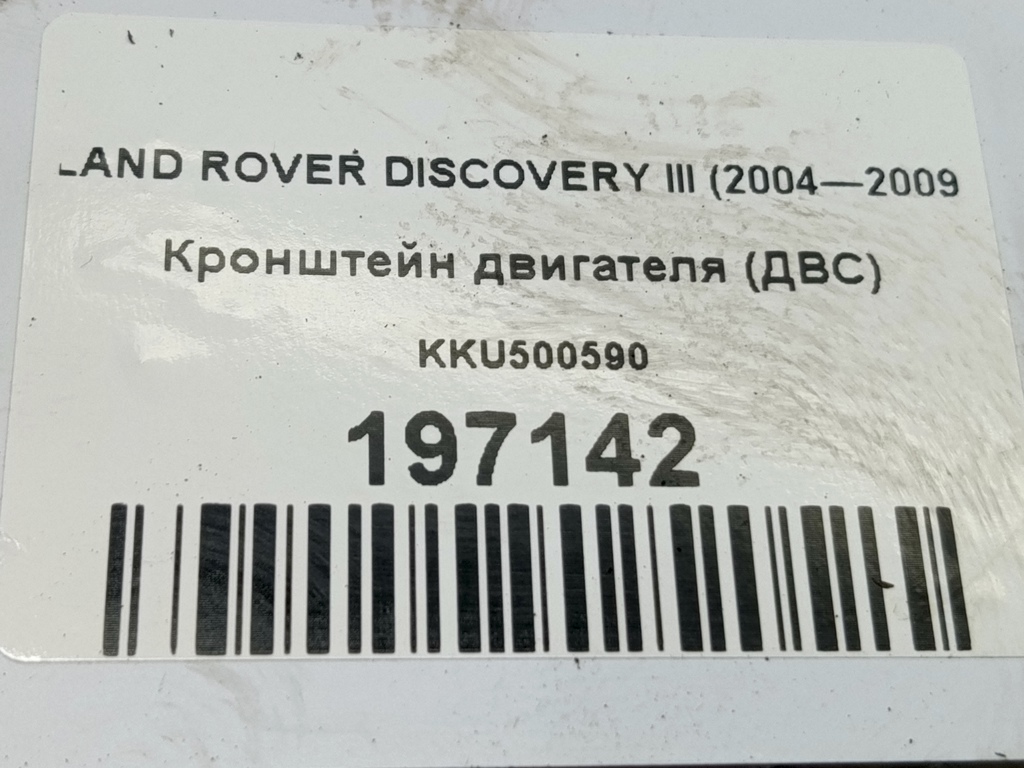 LAND ROVER DISCOVERY III (2004—2009
Кронштейн двигателя (ДВС)
KKU500590
197142